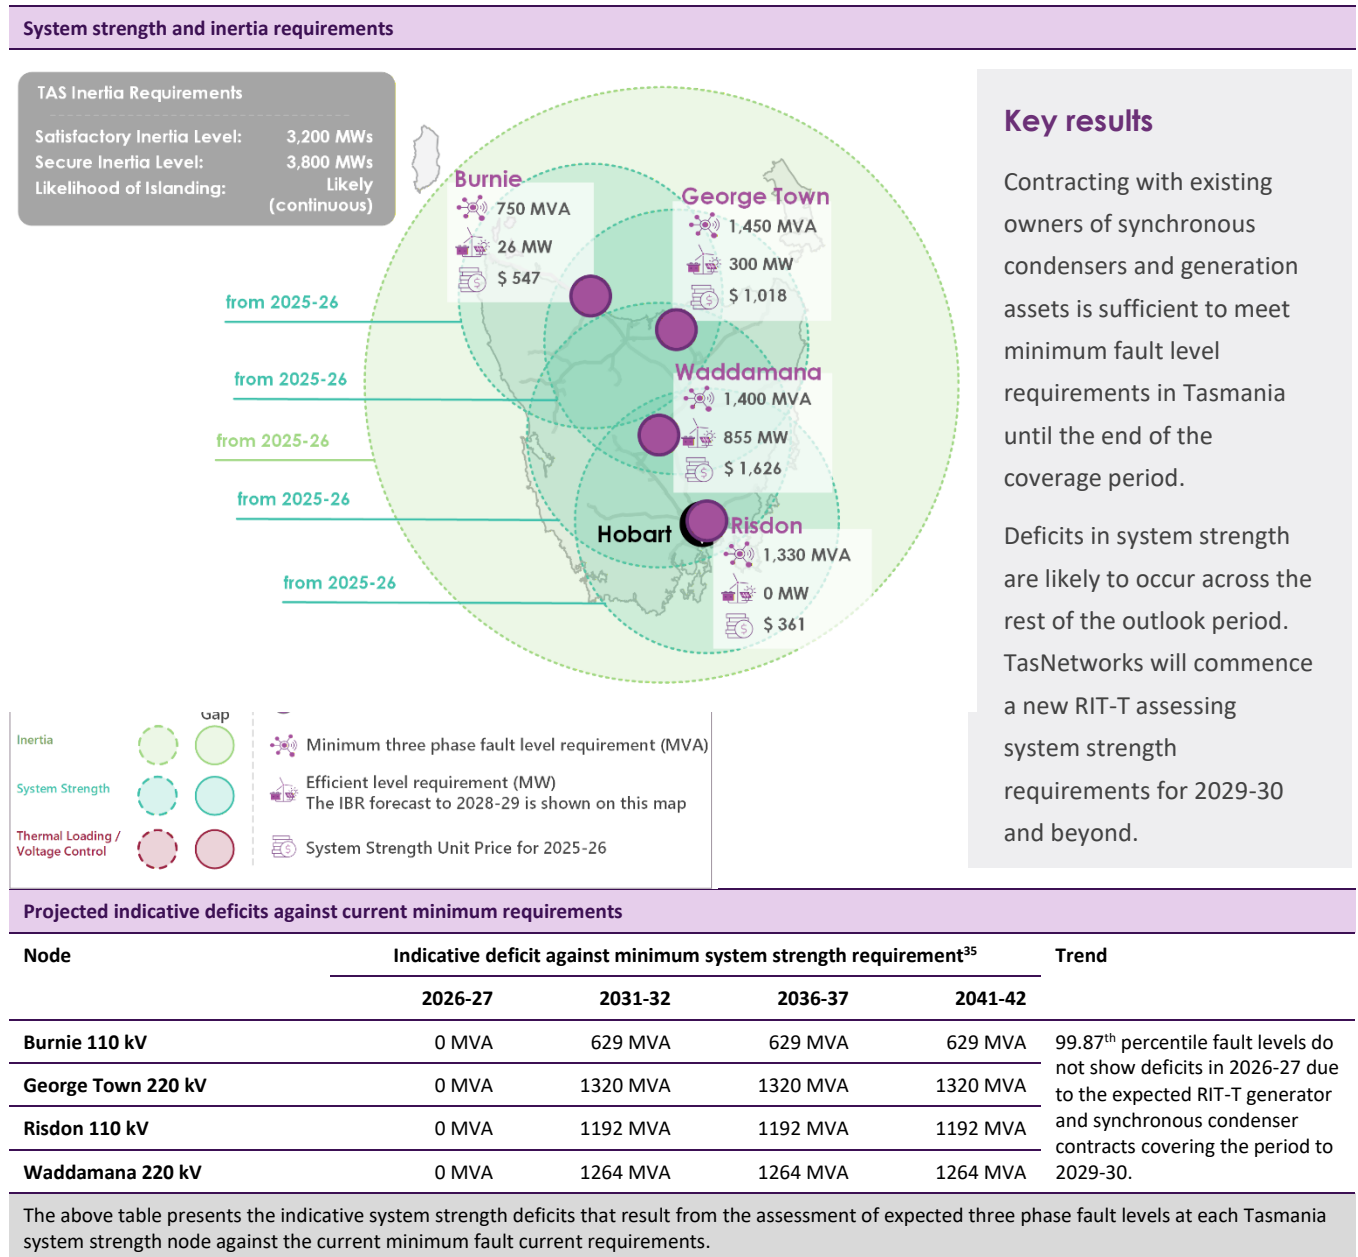 System strength and inertia requirements
TAS Inertia Requirements
Satisfactory Inertia Level: 3,200 MWs
Secure Inertia Level: 3,800 MWs
Likelihood of Islanding: Likely
(continuous)
Burnie
750 MVA
26 MW
$ 547
George Town
1,450 MVA
300 MW
$ 1,018
from 2025-26
from 2025-26
from 2025-26
from 2025-26
from 2025-26
Waddamana
1,400 MVA
855 MW
$ 1,626
Hobart
Risdon
1,330 MVA
0 MW
$ 361
Key results
Contracting with existing
owners of synchronous
condensers and generation
assets is sufficient to meet
minimum fault level
requirements in Tasmania
until the end of the
coverage period.
Deficits in system strength
are likely to occur across the
rest of the outlook period.
TasNetworks will commence
a new RIT-T assessing
system strength
requirements for 2029-30
and beyond.
Gap
Inertia
System Strength
Thermal Loading /
Voltage Control
Minimum three phase fault level requirement (MVA)
Efficient level requirement (MW)
The IBR forecast to 2028-29 is shown on this map
System Strength Unit Price for 2025-26
Projected indicative deficits against current minimum requirements
Node Indicative deficit against minimum system strength requirement35 Trend
2026-27 2031-32 2036-37 2041-42
Burnie 110 kV 0 MVA 629 MVA 629 MVA 629 MVA
George Town 220 kV 0 MVA 1320 MVA 1320 MVA 1320 MVA
Risdon 110 kV 0 MVA 1192 MVA 1192 MVA 1192 MVA
Waddamana 220 kV 0 MVA 1264 MVA 1264 MVA 1264 MVA
99.87th percentile fault levels do
not show deficits in 2026-27 due
to the expected RIT-T generator
and synchronous condenser
contracts covering the period to
2029-30.
The above table presents the indicative system strength deficits that result from the assessment of expected three phase fault levels at each Tasmania
system strength node against the current minimum fault current requirements.